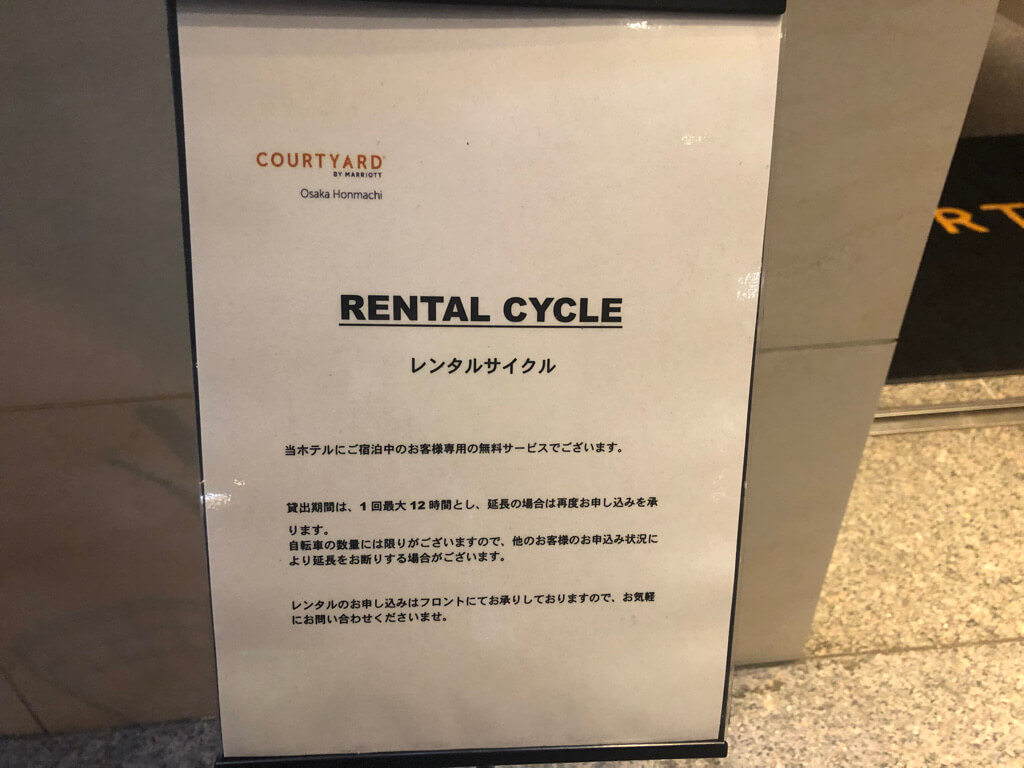 COURTYARD
BY MARRIOTT
Osaka Honmachi
RT
RENTAL CYCLE
レンタルサイクル
当ホテルにご宿泊中のお客様専用の無料サービスでございます。
貸出期間は、1 回最大 12 時間とし、延長の場合は再度お申し込みを承
ります。
自転車の数量には限りがございますので、他のお客様のお申込み状況に
より延長をお断りする場合がございます。
レンタルのお申し込みはフロントにてお承りしておりますので、お気軽
にお問い合わせくださいませ。